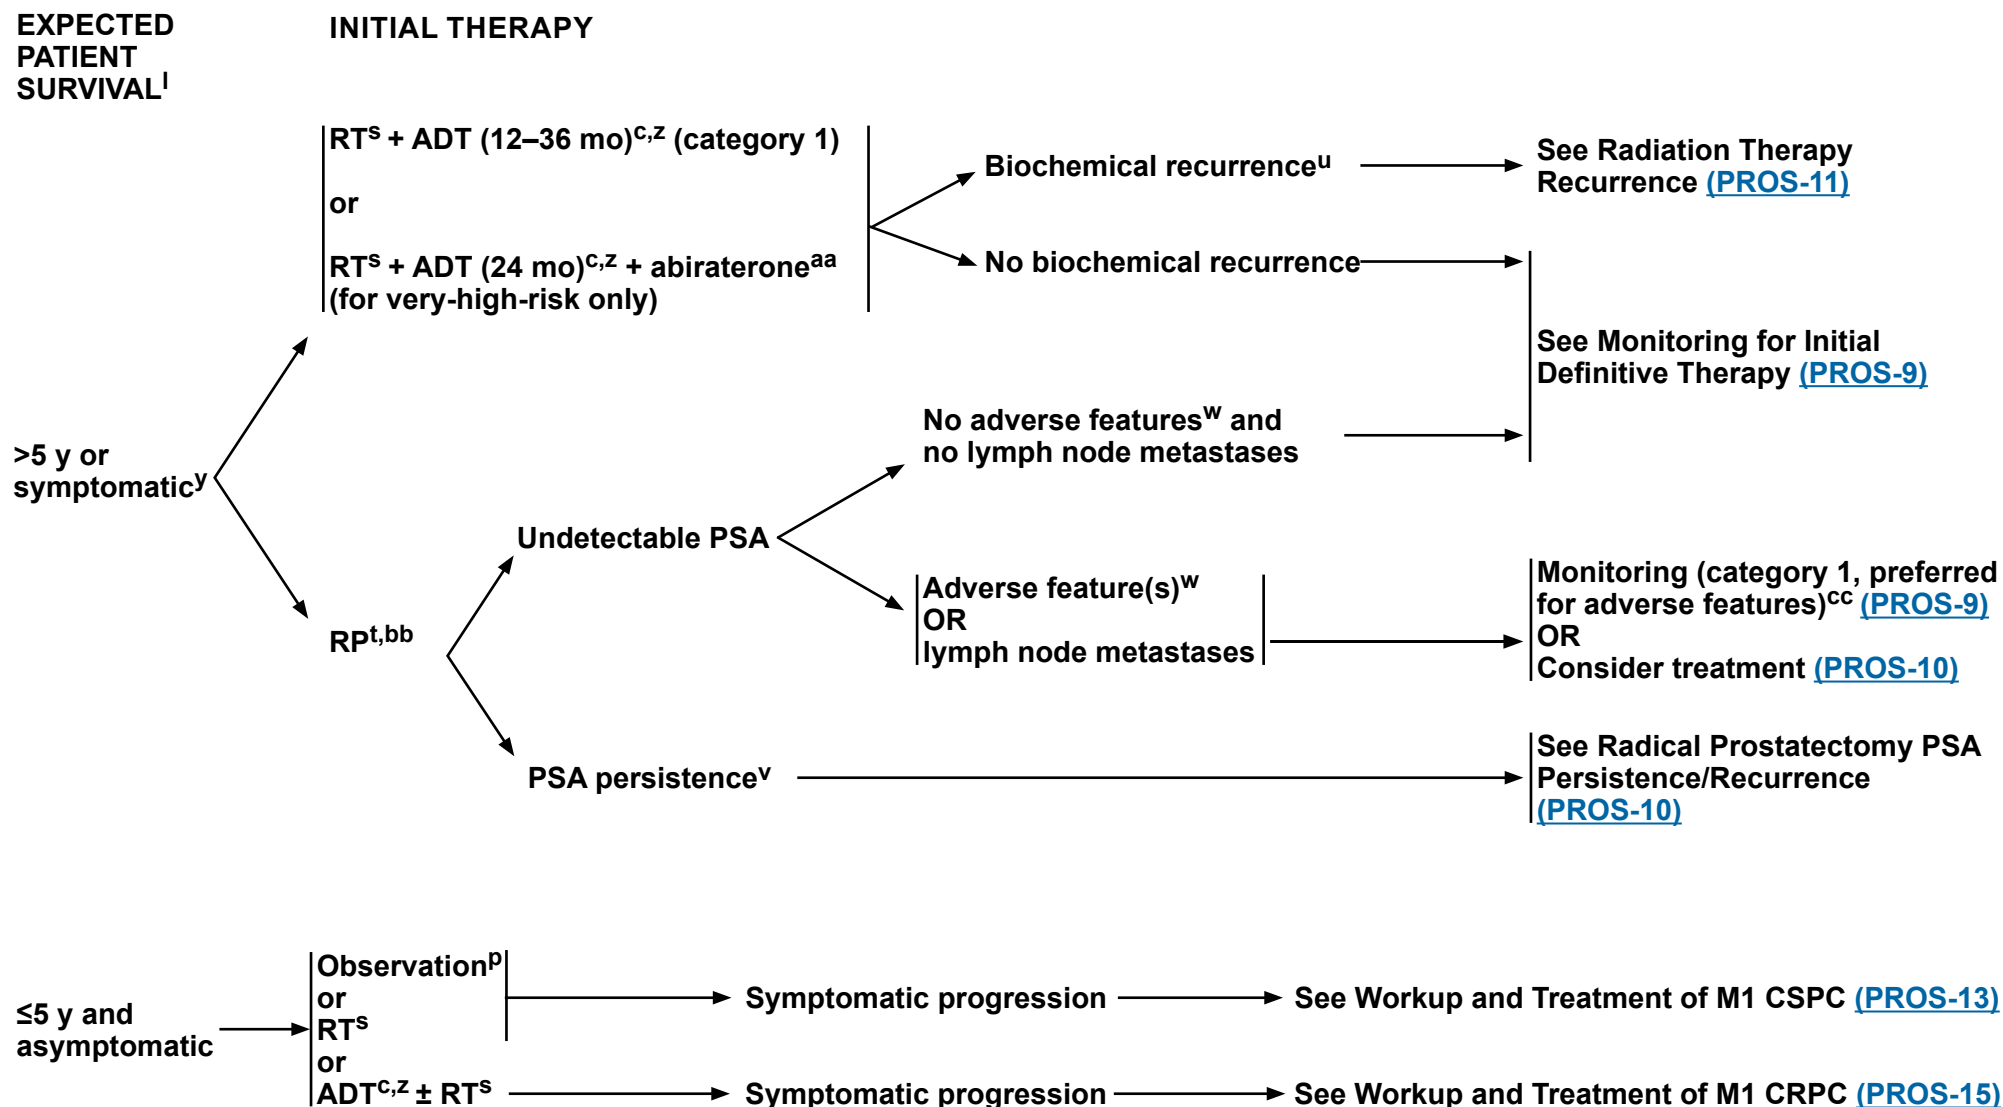 EXPECTED
PATIENT
SURVIVALl
INITIAL THERAPY
RTs + ADT (12–36 mo)c,z (category 1)
or
RTs + ADT (24 mo)c,z + abirateroneaa
(for very-high-risk only)
Biochemical recurrenceu
See Radiation Therapy
Recurrence (PROS-11)
No biochemical recurrence
See Monitoring for Initial
Definitive Therapy (PROS-9)
>5 y or
symptomaticy
No adverse featuresw and
no lymph node metastases
Undetectable PSA
Adverse feature(s)w
OR
lymph node metastases
Monitoring (category 1, preferred
for adverse features)cc (PROS-9)
OR
Consider treatment (PROS-10)
RPt,bb
PSA persistencev
See Radical Prostatectomy PSA
Persistence/Recurrence
(PROS-10)
≤5 y and
asymptomatic
Observationp
or
RTs
or
ADTc,z ± RTs
Symptomatic progression
See Workup and Treatment of M1 CSPC (PROS-13)
Symptomatic progression
See Workup and Treatment of M1 CRPC (PROS-15)